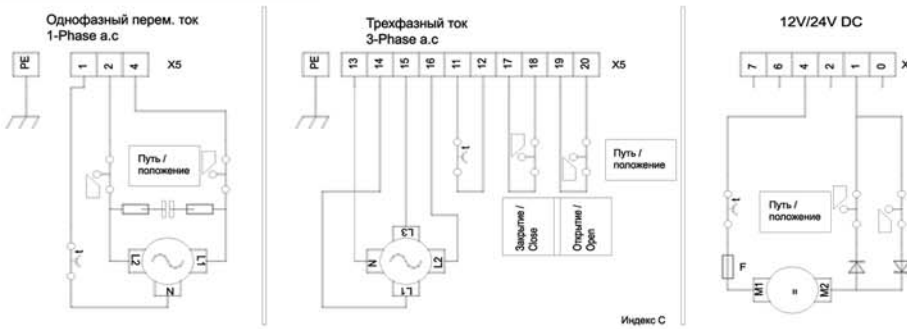 Однофазный перем. ток
1-Phase a.c
PE
1
2
4
X5
t
Путь /
положение
L2
L1
N
Трехфазный ток
3-Phase a.c
PE
13
14
15
16
11
12
17
18
19
20
X5
t
Путь /
положение
Закрытие /
Close
Открытие /
Open
L3
N
L2
L1
Индекс С
12V/24V DC
7
6
4
2
1
0
X
t
Путь /
положение
F
M1
=
M2